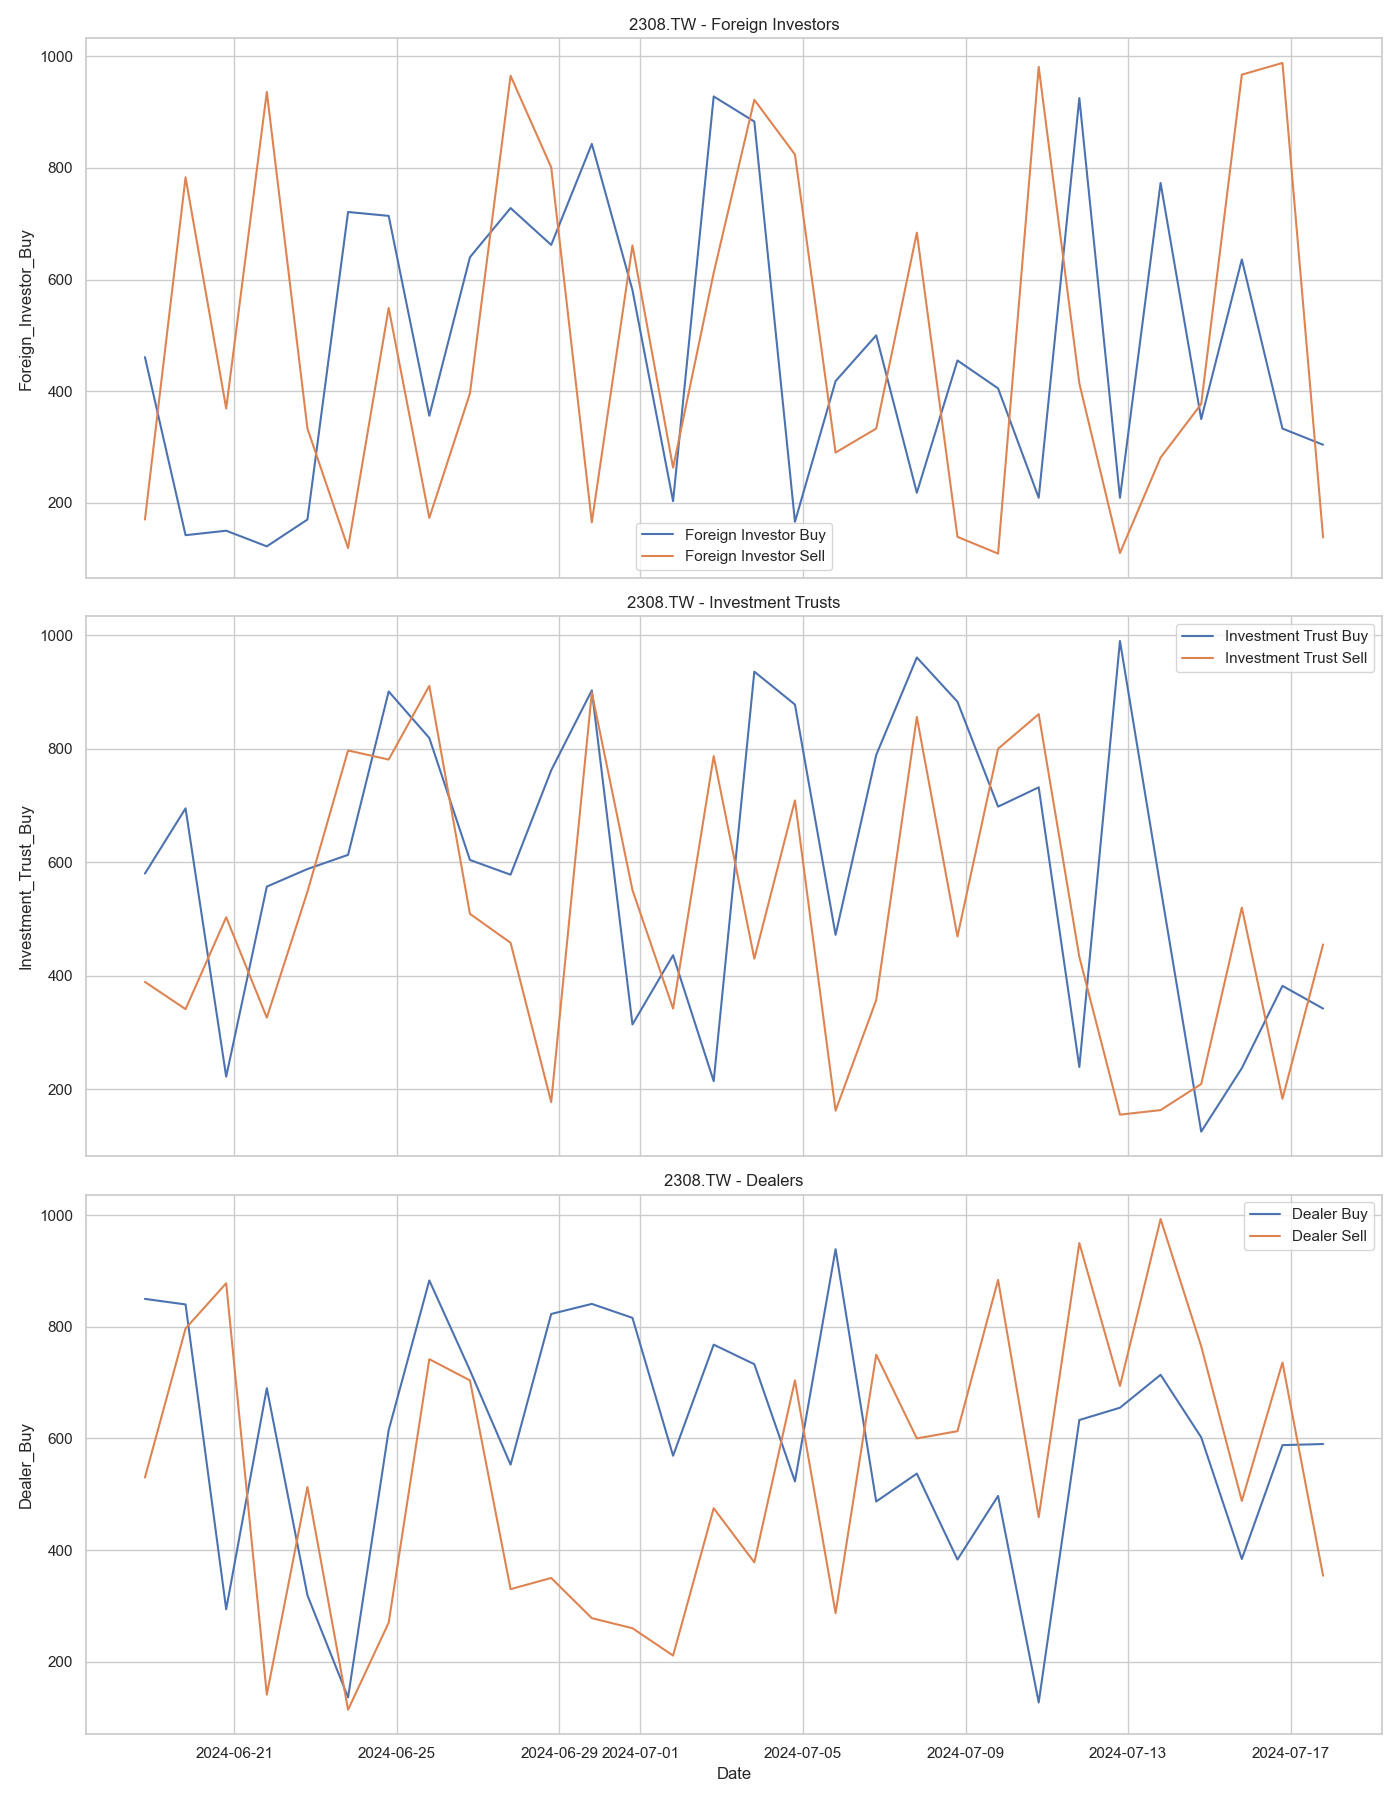 2308.TW - Foreign Investors
1000
800
600
400
200
Foreign_Investor_Buy
Foreign Investor Buy
Foreign Investor Sell
2308.TW - Investment Trusts
1000
800
600
400
200
Investment_Trust_Buy
Investment Trust Buy
Investment Trust Sell
2308.TW - Dealers
1000
800
600
400
200
Dealer_Buy
Dealer Buy
Dealer Sell
2024-06-21 2024-06-25 2024-06-29 2024-07-01 2024-07-05 2024-07-09 2024-07-13 2024-07-17
Date